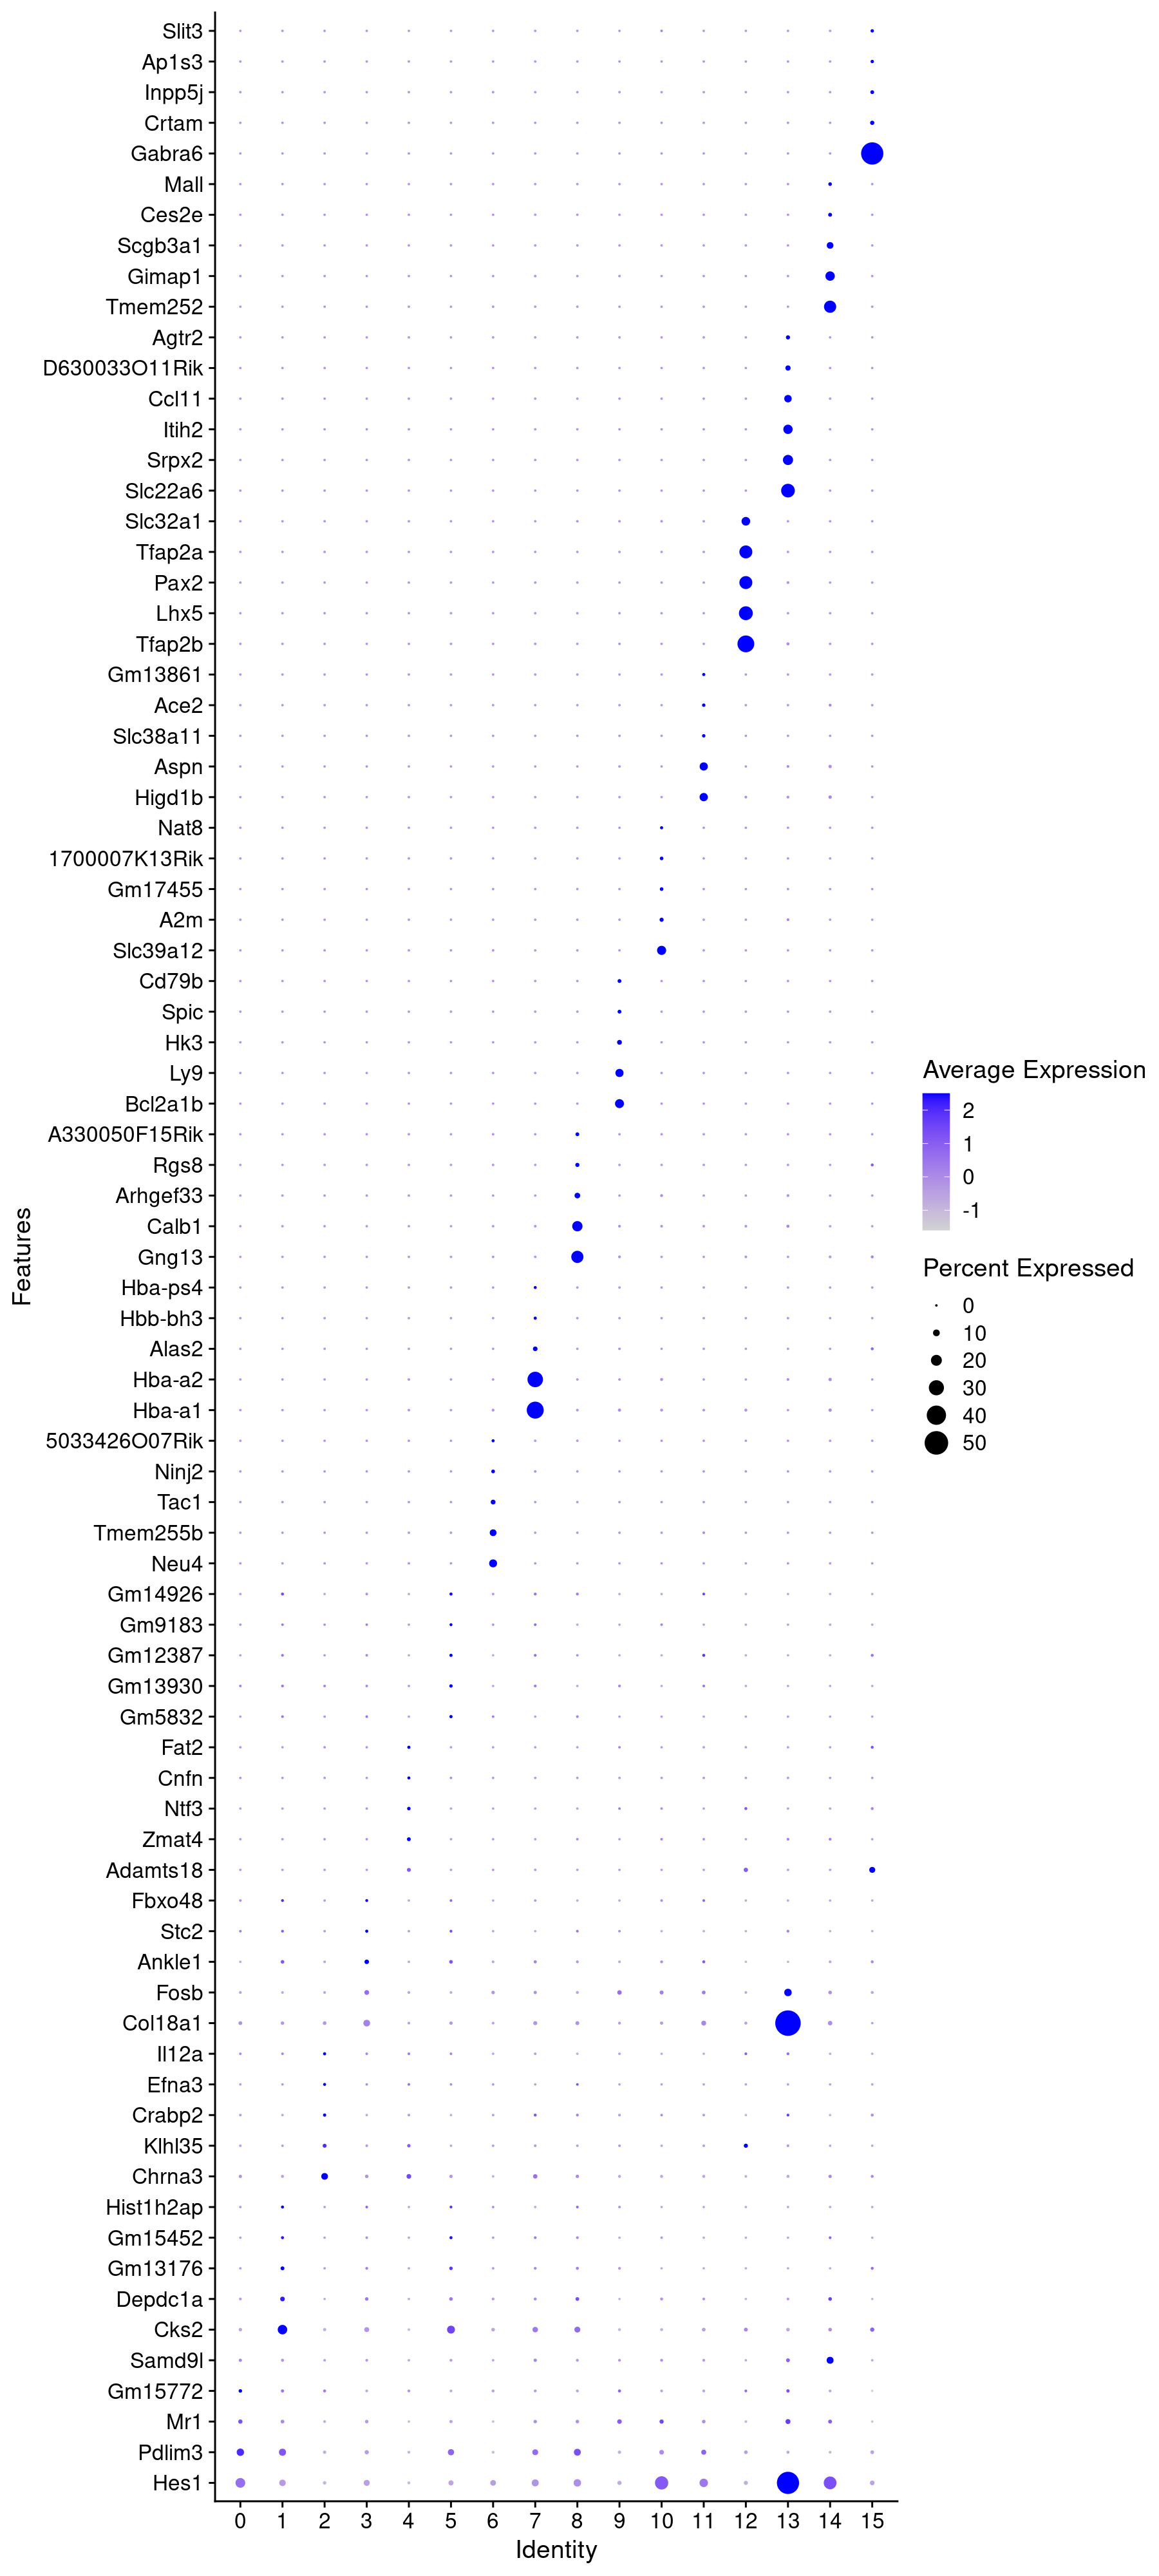 Slit3
Ap1s3
Inpp5j
Crtam
Gabra6
Mall
Ces2e
Scgb3a1
Gimap1
Tmem252
Agtr2
D630033O11Rik
Ccl11
Itih2
Srpx2
Slc22a6
Slc32a1
Tfap2a
Pax2
Lhx5
Tfap2b
Gm13861
Ace2
Slc38a11
Aspn
Higd1b
Nat8
1700007K13Rik
Gm17455
A2m
Slc39a12
Cd79b
Spic
Hk3
Ly9
Bcl2a1b
A330050F15Rik
Rgs8
Arhgef33
Calb1
Gng13
Hba-ps4
Hbb-bh3
Alas2
Hba-a2
Hba-a1
5033426O07Rik
Ninj2
Tac1
Tmem255b
Neu4
Gm14926
Gm9183
Gm12387
Gm13930
Gm5832
Fat2
Cnfn
Ntf3
Zmat4
Adamts18
Fbxo48
Stc2
Ankle1
Fosb
Col18a1
Il12a
Efna3
Crabp2
Klhl35
Chrna3
Hist1h2ap
Gm15452
Gm13176
Depdc1a
Cks2
Samd9l
Gm15772
Mr1
Pdlim3
Hes1
Features
0 1 2 3 4 5 6 7 8 9 10 11 12 13 14 15
Identity
Average Expression
2
1
0
-1
Percent Expressed
0
10
20
30
40
50